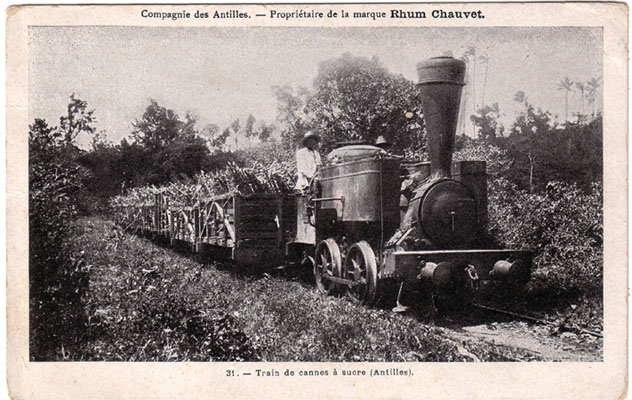 Compagnie des Antilles. — Propriétaire de la marque Rhum Chauvet.
31. — Train de cannes à sucre (Antilles).